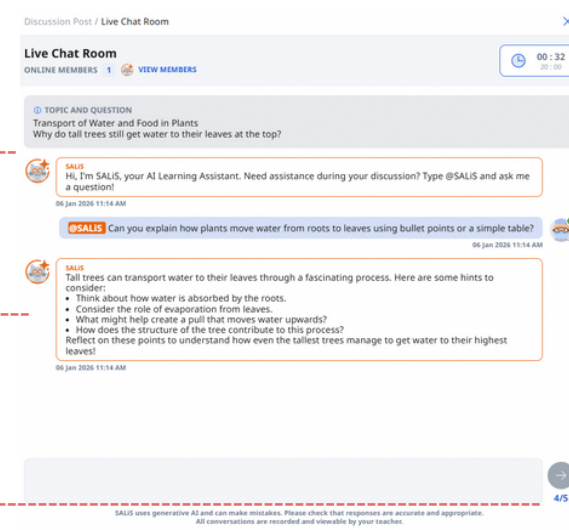 Discussion Post / Live Chat Room
Live Chat Room
ONLINE MEMBERS 1 VIEW MEMBERS
00 : 32
20 : 00
TOPIC AND QUESTION
Transport of Water and Food in Plants
Why do tall trees still get water to their leaves at the top?
SALiS
Hi, I'm SALiS, your AI Learning Assistant. Need assistance during your discussion? Type @SALiS and ask me
a question!
06 Jan 2026 11:14 AM
@SALiS Can you explain how plants move water from roots to leaves using bullet points or a simple table?
06 Jan 2026 11:14 AM
SALiS
Tall trees can transport water to their leaves through a fascinating process. Here are some hints to
consider:
• Think about how water is absorbed by the roots.
• Consider the role of evaporation from leaves.
• What might help create a pull that moves water upwards?
• How does the structure of the tree contribute to this process?
Reflect on these points to understand how even the tallest trees manage to get water to their highest
leaves!
06 Jan 2026 11:14 AM
4/5
SALiS uses generative AI and can make mistakes. Please check that responses are accurate and appropriate.
All conversations are recorded and viewable by your teacher.